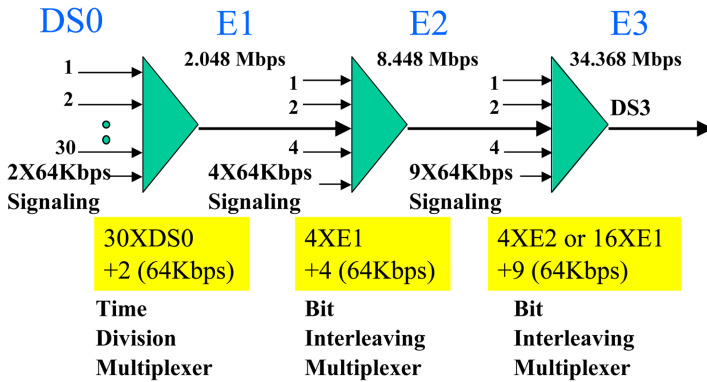 DS0 E1 E2 E3
2.048 Mbps 8.448 Mbps 34.368 Mbps
1
2
30
2X64Kbps
Signaling
1
2
4
4X64Kbps
Signaling
1
2
4
9X64Kbps
Signaling
DS3
30XDS0
+2 (64Kbps)
4XE1
+4 (64Kbps)
4XE2 or 16XE1
+9 (64Kbps)
Time
Division
Multiplexer
Bit
Interleaving
Multiplexer
Bit
Interleaving
Multiplexer